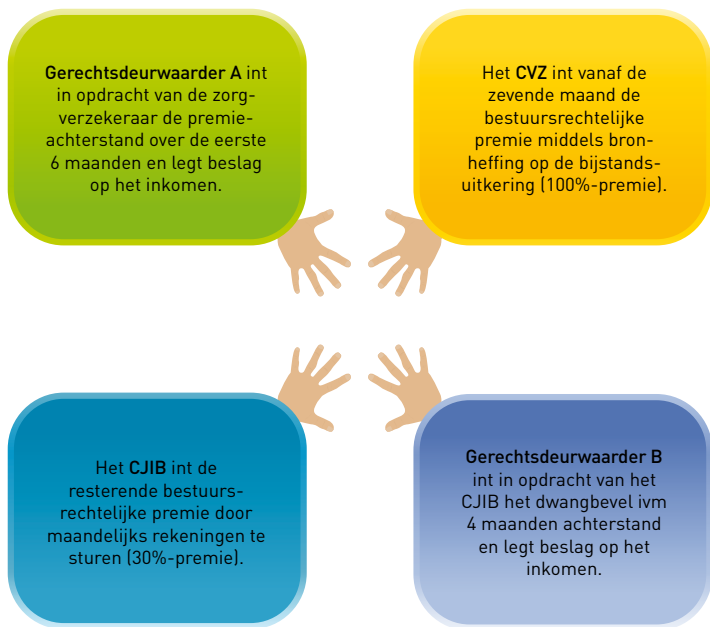 Gerechtsdeurwaarder A int
in opdracht van de zorg-
verzekeraar de premie-
achterstand over de eerste
6 maanden en legt beslag
op het inkomen.
Het CVZ int vanaf de
zevende maand de
bestuursrechtelijke
premie middels bron-
heffing op de bijstands-
uitkering (100%-premie).
Het CJIB int de
resterende bestuurs-
rechtelijke premie door
maandelijks rekeningen te
sturen (30%-premie).
Gerechtsdeurwaarder B
int in opdracht van het
CJIB het dwangbevel ivm
4 maanden achterstand
en legt beslag op het
inkomen.